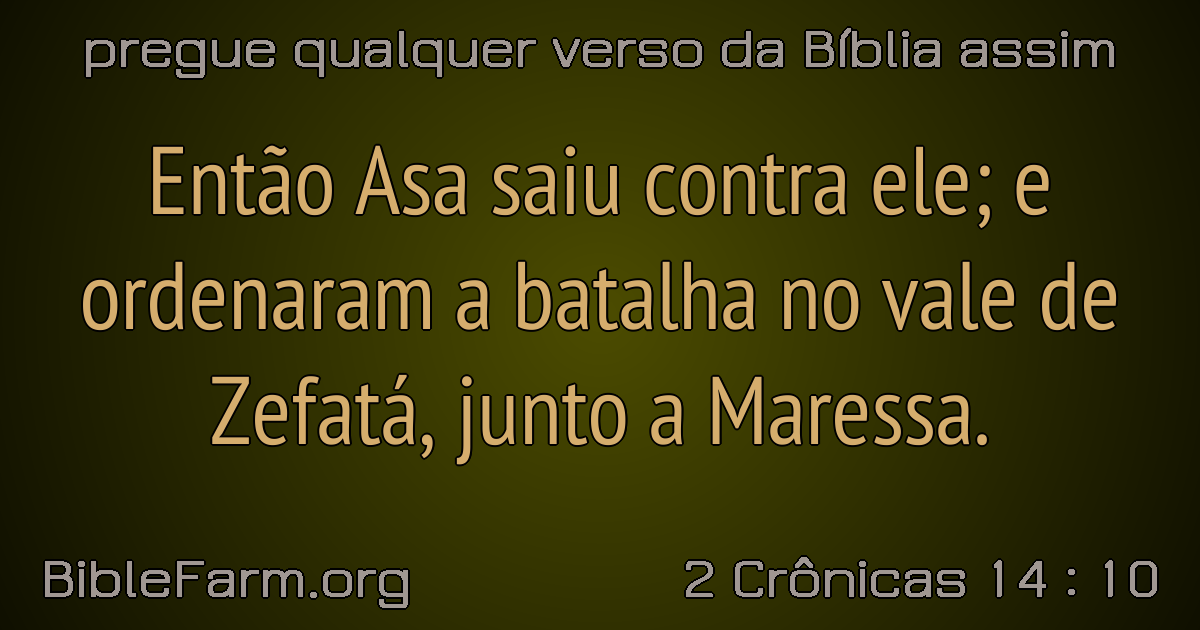 pregue qualquer verso da Bíblia assim
Então Asa saiu contra ele; e
ordenaram a batalha no vale de
Zefatá, junto a Maressa.
BibleFarm.org
2 Crônicas 14 : 10